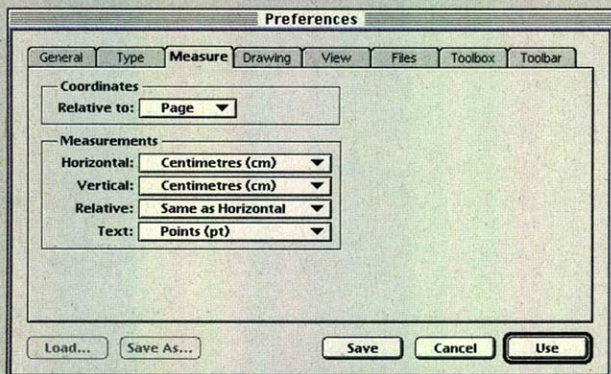 Preferences
General Type Measure Drawing View Files Toolbox Toolbar
Coordinates
Relative to: Page
Measurements
Horizontal: Centimetres (cm)
Vertical: Centimetres (cm)
Relative: Same as Horizontal
Text: Points (pt)
Load... Save As... Save Cancel Use